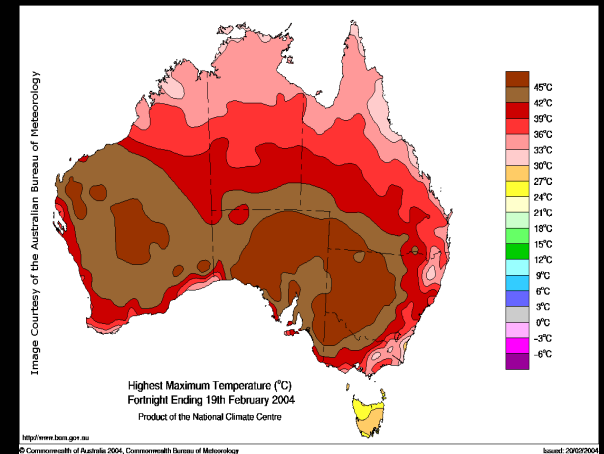 Image Courtesy of the Australian Bureau of Meteorology
45°C
42°C
39°C
36°C
33°C
30°C
27°C
24°C
21°C
18°C
15°C
12°C
9°C
6°C
3°C
0°C
-3°C
-6°C
Highest Maximum Temperature (°C)
Fortnight Ending 19th February 2004
Product of the National Climate Centre
http://www.bom.gov.au
© Commonwealth of Australia 2004, Commonwealth Bureau of Meteorology
Issued: 20/02/2004